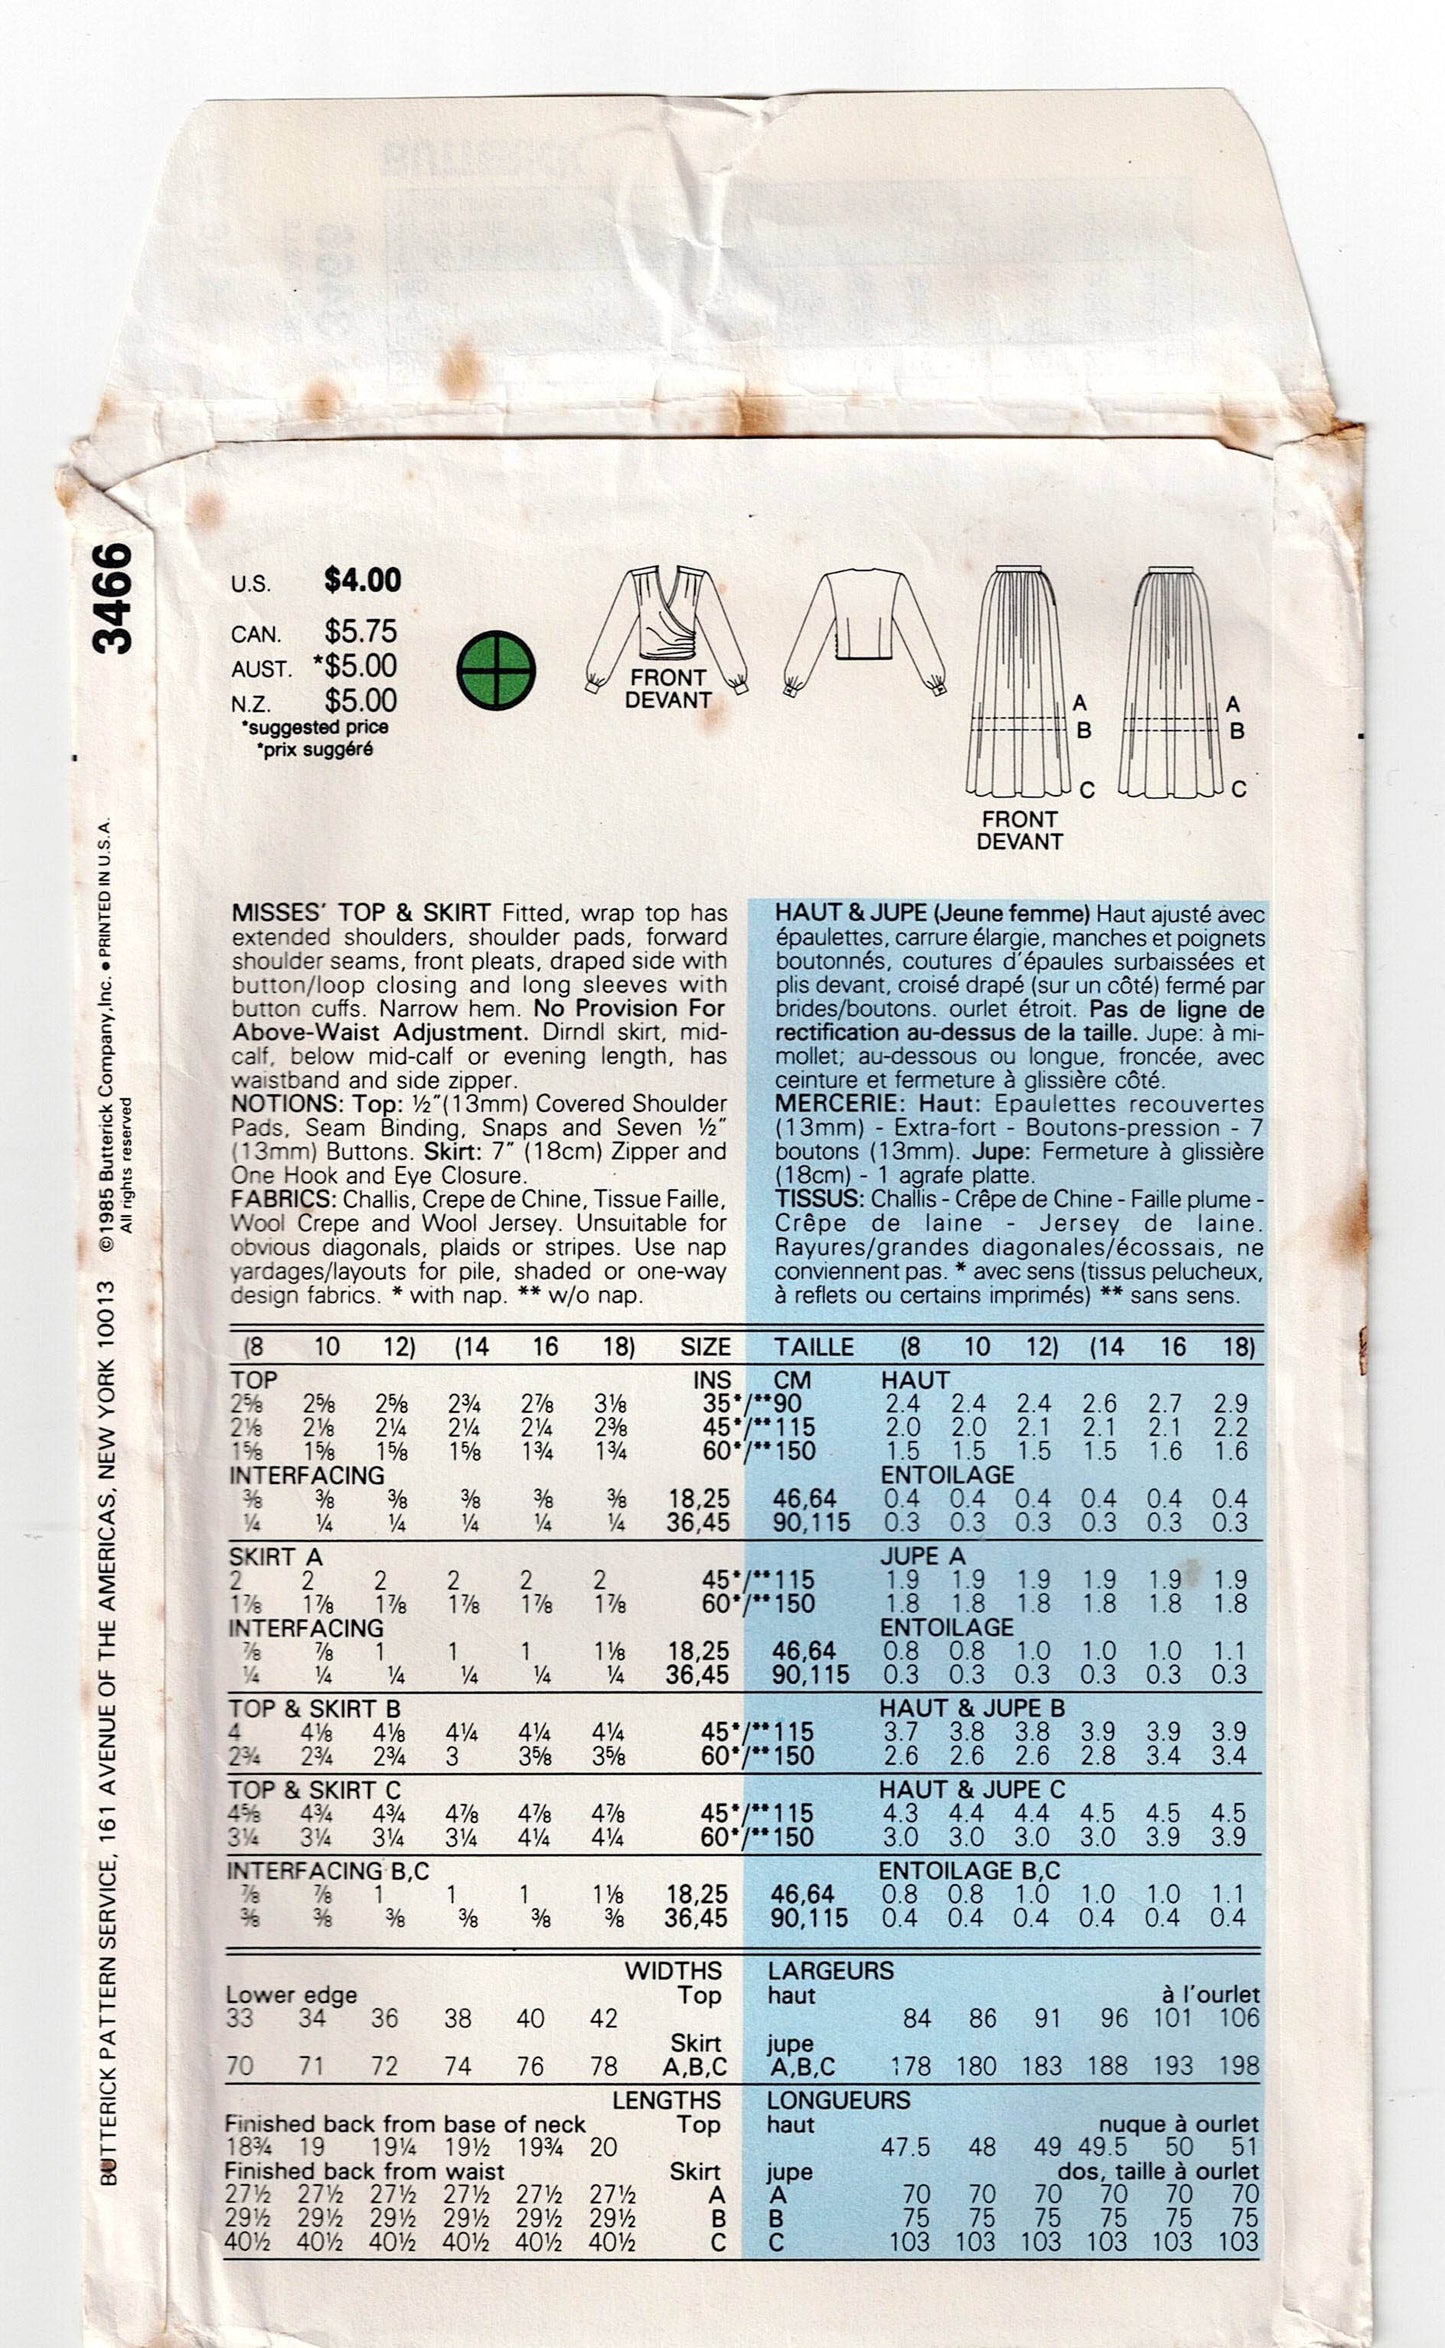 3466
©1985 Butterick Company,Inc. • PRINTED IN U.S.A.
All rights reserved
BUTTERICK PATTERN SERVICE, 161 AVENUE OF THE AMERICAS, NEW YORK 10013
U.S. $4.00
CAN. $5.75
AUST. *$5.00
N.Z. $5.00
*suggested price
*prix suggéré
FRONT
DEVANT
A
B
C
A
B
C
FRONT
DEVANT
MISSES' TOP & SKIRT Fitted, wrap top has
extended shoulders, shoulder pads, forward
shoulder seams, front pleats, draped side with
button/loop closing and long sleeves with
button cuffs. Narrow hem. No Provision For
Above-Waist Adjustment. Dirndl skirt, mid-
calf, below mid-calf or evening length, has
waistband and side zipper.
NOTIONS: Top: ½"(13mm) Covered Shoulder
Pads, Seam Binding, Snaps and Seven ½"
(13mm) Buttons. Skirt: 7" (18cm) Zipper and
One Hook and Eye Closure.
FABRICS: Challis, Crepe de Chine, Tissue Faille,
Wool Crepe and Wool Jersey. Unsuitable for
obvious diagonals, plaids or stripes. Use nap
yardages/layouts for pile, shaded or one-way
design fabrics. * with nap. ** w/o nap.
HAUT & JUPE (Jeune femme) Haut ajusté avec
épaulettes, carrure élargie, manches et poignets
boutonnés, coutures d'épaules surbaissées et
plis devant, croisé drapé (sur un côté) fermé par
brides/boutons. ourlet étroit. Pas de ligne de
rectification au-dessus de la taille. Jupe: à mi-
mollet; au-dessous ou longue, froncée, avec
ceinture et fermeture à glissière côté.
MERCERIE: Haut: Epaulettes recouvertes
(13mm) - Extra-fort - Boutons-pression - 7
boutons (13mm). Jupe: Fermeture à glissière
(18cm) - 1 agrafe platte.
TISSUS: Challis - Crêpe de Chine - Faille plume -
Crêpe de laine - Jersey de laine.
Rayures/grandes diagonales/écossais, ne
conviennent pas. * avec sens (tissus pelucheux,
à reflets ou certains imprimés) ** sans sens.
(8 10 12) (14 16 18) SIZE TAILLE (8 10 12) (14 16 18)
TOP INS CM HAUT
2⅝ 2⅝ 2⅝ 2¾ 2⅞ 3⅛ 35*/**90 2.4 2.4 2.4 2.6 2.7 2.9
2⅛ 2⅛ 2¼ 2¼ 2¼ 2⅜ 45*/**115 2.0 2.0 2.1 2.1 2.1 2.2
1⅝ 1⅝ 1⅝ 1⅝ 1¾ 1¾ 60*/**150 1.5 1.5 1.5 1.5 1.6 1.6
INTERFACING ENTOILAGE
⅜ ⅜ ⅜ ⅜ ⅜ ⅜ 18,25 46,64 0.4 0.4 0.4 0.4 0.4 0.4
¼ ¼ ¼ ¼ ¼ ¼ 36,45 90,115 0.3 0.3 0.3 0.3 0.3 0.3
SKIRT A JUPE A
2 2 2 2 2 2 45*/**115 1.9 1.9 1.9 1.9 1.9 1.9
1⅞ 1⅞ 1⅞ 1⅞ 1⅞ 1⅞ 60*/**150 1.8 1.8 1.8 1.8 1.8 1.8
INTERFACING ENTOILAGE
⅞ ⅞ 1 1 1 1⅛ 18,25 46,64 0.8 0.8 1.0 1.0 1.0 1.1
¼ ¼ ¼ ¼ ¼ ¼ 36,45 90,115 0.3 0.3 0.3 0.3 0.3 0.3
TOP & SKIRT B HAUT & JUPE B
4 4⅛ 4⅛ 4¼ 4¼ 4¼ 45*/**115 3.7 3.8 3.8 3.9 3.9 3.9
2¾ 2¾ 2¾ 3 3⅝ 3⅝ 60*/**150 2.6 2.6 2.6 2.8 3.4 3.4
TOP & SKIRT C HAUT & JUPE C
4⅝ 4¾ 4¾ 4⅞ 4⅞ 4⅞ 45*/**115 4.3 4.4 4.4 4.5 4.5 4.5
3¼ 3¼ 3¼ 3¼ 4¼ 4¼ 60*/**150 3.0 3.0 3.0 3.0 3.9 3.9
INTERFACING B,C ENTOILAGE B,C
⅞ ⅞ 1 1 1 1⅛ 18,25 46,64 0.8 0.8 1.0 1.0 1.0 1.1
⅜ ⅜ ⅜ ⅜ ⅜ ⅜ 36,45 90,115 0.4 0.4 0.4 0.4 0.4 0.4
WIDTHS LARGEURS
Lower edge Top haut à l'ourlet
33 34 36 38 40 42 84 86 91 96 101 106
Skirt jupe
70 71 72 74 76 78 A,B,C A,B,C 178 180 183 188 193 198
LENGTHS LONGUEURS
Finished back from base of neck Top haut nuque à ourlet
18¾ 19 19¼ 19½ 19¾ 20 47.5 48 49 49.5 50 51
Finished back from waist Skirt jupe dos, taille à ourlet
27½ 27½ 27½ 27½ 27½ 27½ A A 70 70 70 70 70 70
29½ 29½ 29½ 29½ 29½ 29½ B B 75 75 75 75 75 75
40½ 40½ 40½ 40½ 40½ 40½ C C 103 103 103 103 103 103